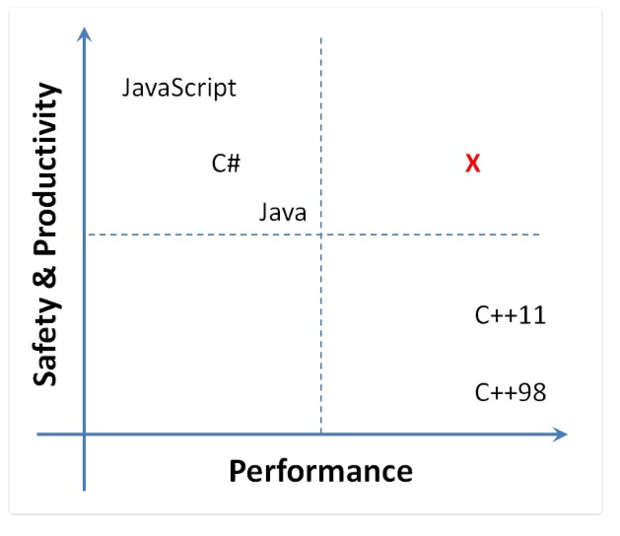 Safety & Productivity
JavaScript
C#
X
Java
C++11
C++98
Performance